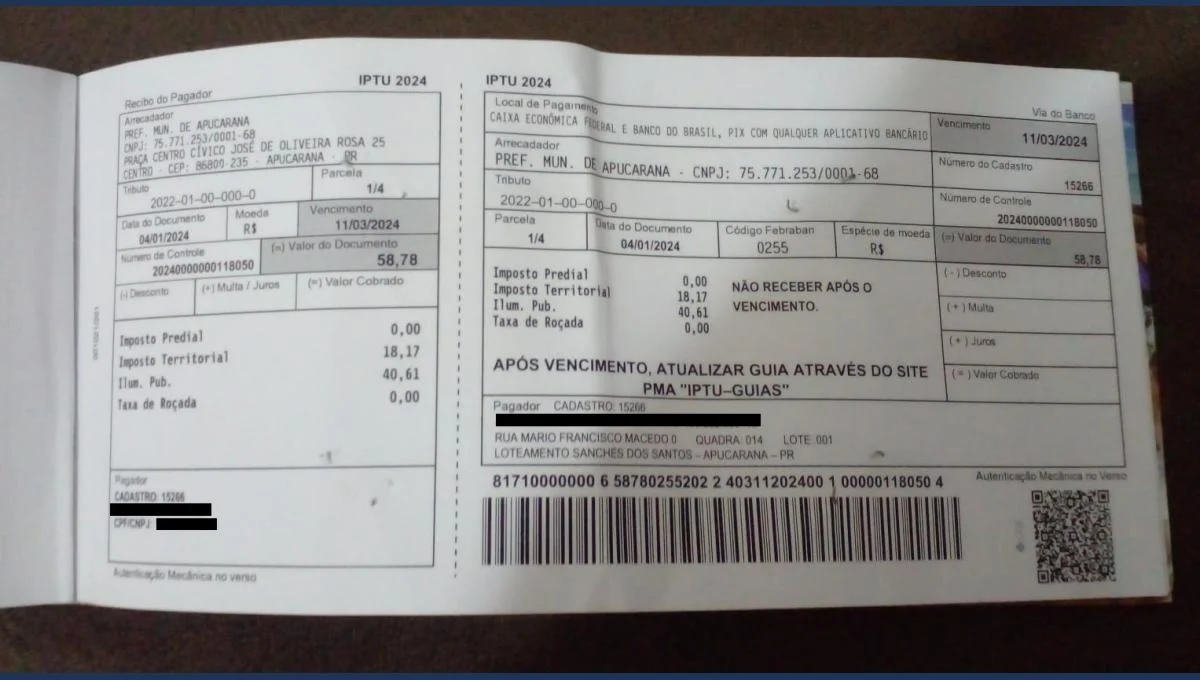 IPTU 2024
Recibo do Pagador
Arrecadador
PREF. MUN. DE APUCARANA
CNPJ: 75.771.253/0001-68
PRAÇA CENTRO CÍVICO JOSÉ DE OLIVEIRA ROSA 25
CENTRO - CEP: 86800-235 - APUCARANA - PR
Tributo
2022-01-00-000-0
Parcela
1/4
Data do Documento
04/01/2024
Moeda
R$
Vencimento
11/03/2024
Número de Controle
20240000000118050
(=) Valor do Documento
58,78
(-) Desconto
(+) Multa / Juros
(=) Valor Cobrado
Imposto Predial 0,00
Imposto Territorial 18,17
Ilum. Pub. 40,61
Taxa de Roçada 0,00
Pagador
CADASTRO: 15266
CPF/CNPJ:
Autenticação Mecânica no verso
IPTU 2024
Via do Banco
Local de Pagamento
CAIXA ECONÔMICA FEDERAL E BANCO DO BRASIL, PIX COM QUALQUER APLICATIVO BANCÁRIO
Vencimento
11/03/2024
Arrecadador
PREF. MUN. DE APUCARANA - CNPJ: 75.771.253/0001-68
Número do Cadastro
15266
Tributo
2022-01-00-000-0
Número de Controle
20240000000118050
Parcela
1/4
Data do Documento
04/01/2024
Código Febraban
0255
Espécie de moeda
R$
(=) Valor do Documento
58,78
Imposto Predial 0,00
Imposto Territorial 18,17
Ilum. Pub. 40,61
Taxa de Roçada 0,00
NÃO RECEBER APÓS O
VENCIMENTO.
(-) Desconto
(+) Multa
(+) Juros
(=) Valor Cobrado
APÓS VENCIMENTO, ATUALIZAR GUIA ATRAVÉS DO SITE
PMA "IPTU-GUIAS"
Pagador CADASTRO: 15266
RUA MARIO FRANCISCO MACEDO 0 QUADRA: 014 LOTE: 001
LOTEAMENTO SANCHES DOS SANTOS - APUCARANA - PR
81710000000 6 58780255202 2 40311202400 1 00000118050 4
Autenticação Mecânica no Verso